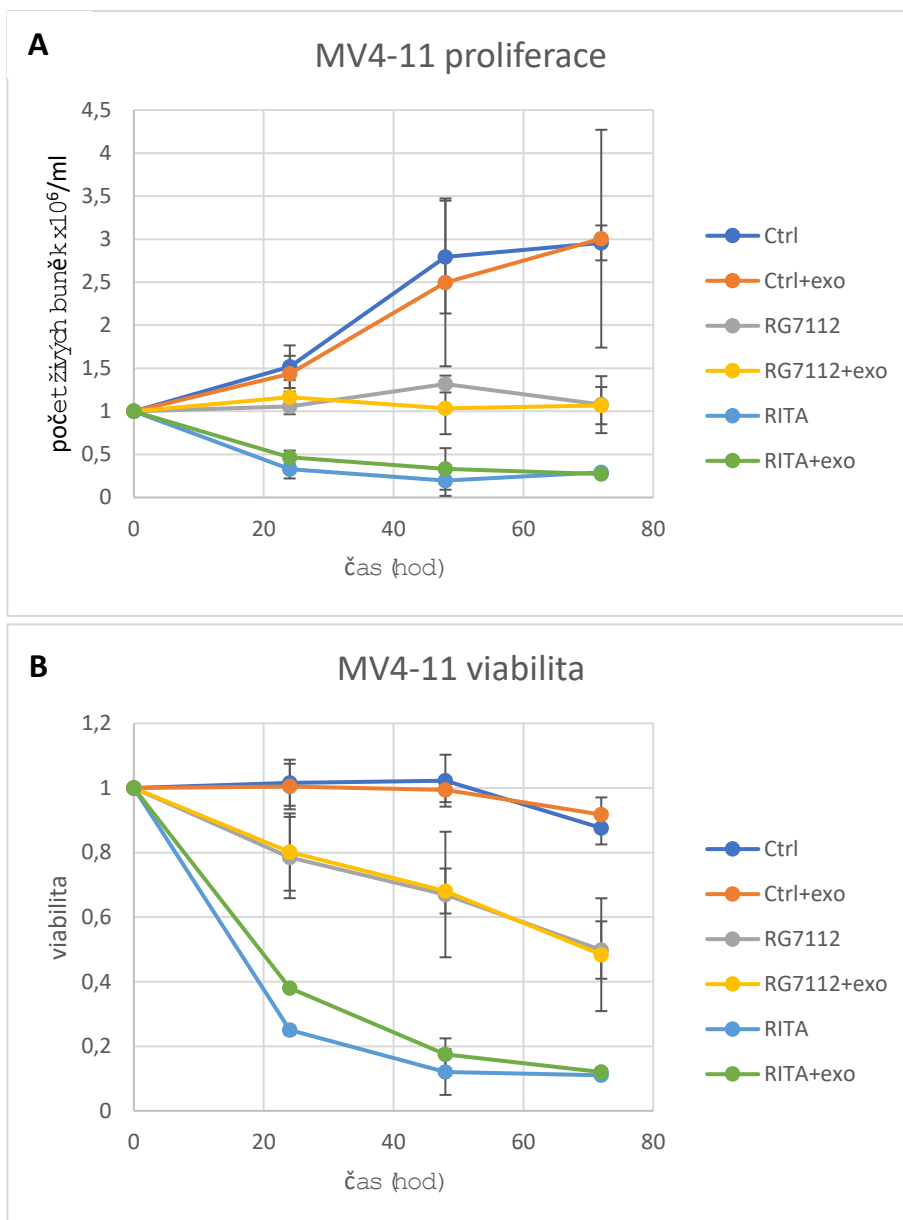 A
MV4-11 proliferace
počet živých buněk x10⁶/ml
4,5
4
3,5
3
2,5
2
1,5
1
0,5
0
0 20 40 60 80
čas (hod)
Ctrl
Ctrl+exo
RG7112
RG7112+exo
RITA
RITA+exo
B
MV4-11 viabilita
viabilita
1,2
1
0,8
0,6
0,4
0,2
0
0 20 40 60 80
čas (hod)
Ctrl
Ctrl+exo
RG7112
RG7112+exo
RITA
RITA+exo